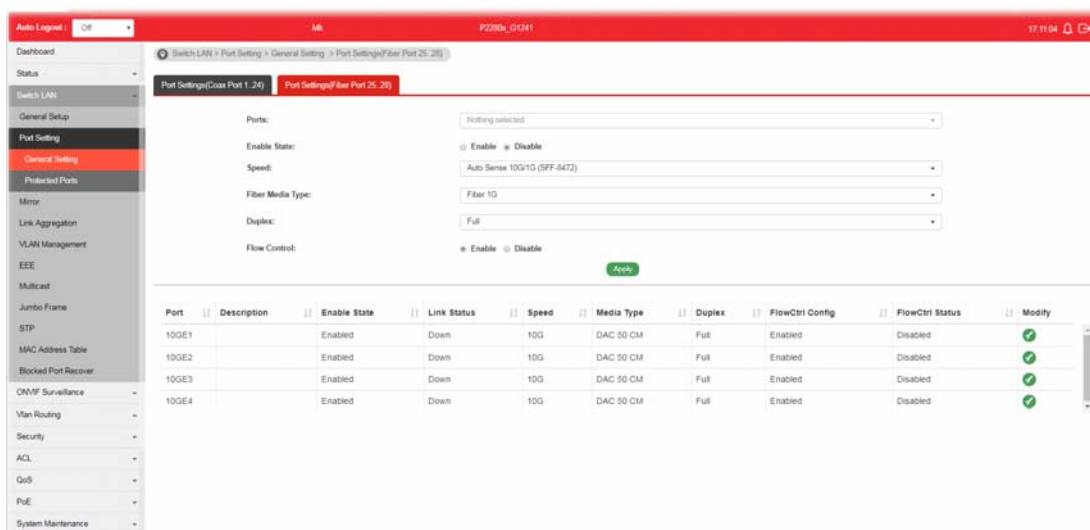 Auto Logout : Off Mk P2280x_G1241 17:11:04
Dashboard
Status
Switch LAN
General Setup
Port Setting
General Setting
Protected Ports
Mirror
Link Aggregation
VLAN Management
EEE
Multicast
Jumbo Frame
STP
MAC Address Table
Blocked Port Recover
ONVIF Surveillance
Vlan Routing
Security
ACL
QoS
PoE
System Maintenance
Switch LAN > Port Setting > General Setting > Port Settings(Fiber Port 25..28)
Port Settings(Coax Port 1..24) Port Settings(Fiber Port 25..28)
Ports: Nothing selected
Enable State: Enable Disable
Speed: Auto Sense 10G/1G (SFF-8472)
Fiber Media Type: Fiber 1G
Duplex: Full
Flow Control: Enable Disable
Apply
Port Description Enable State Link Status Speed Media Type Duplex FlowCtrl Config FlowCtrl Status Modify
10GE1 Enabled Down 10G DAC 50 CM Full Enabled Disabled
10GE2 Enabled Down 10G DAC 50 CM Full Enabled Disabled
10GE3 Enabled Down 10G DAC 50 CM Full Enabled Disabled
10GE4 Enabled Down 10G DAC 50 CM Full Enabled Disabled